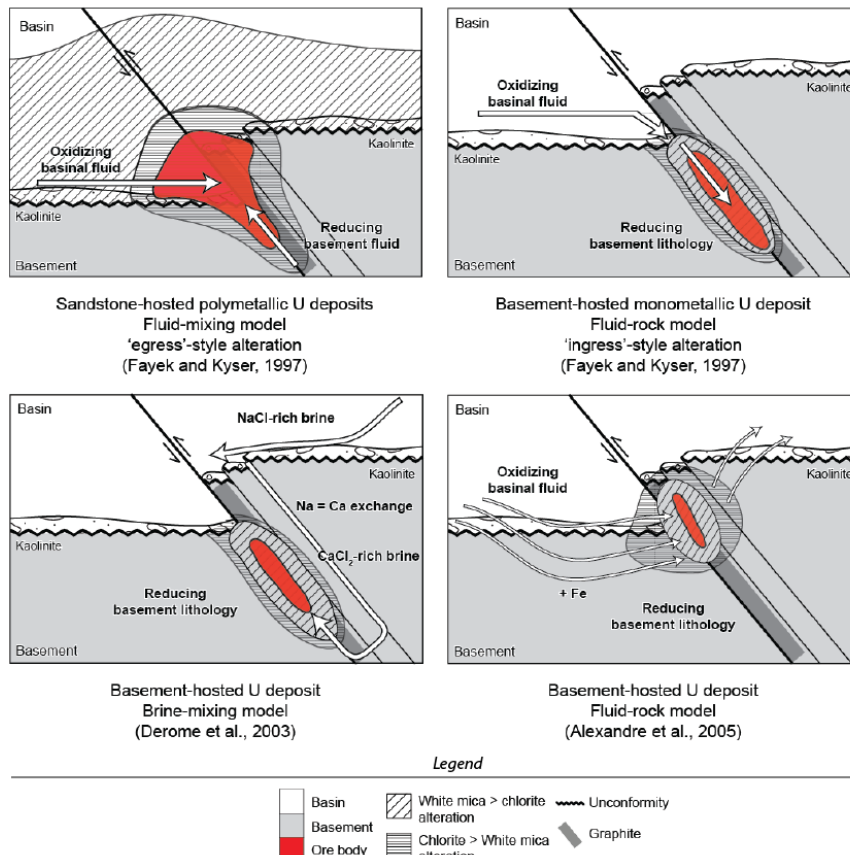 Basin
Oxidizing
basinal fluid
Kaolinite
Kaolinite
Reducing
basement fluid
Basement
Sandstone-hosted polymetallic U deposits
Fluid-mixing model
'egress'-style alteration
(Fayek and Kyser, 1997)
Basin
Oxidizing
basinal fluid
Kaolinite
Kaolinite
Reducing
basement lithology
Basement
Basement-hosted monometallic U deposit
Fluid-rock model
'ingress'-style alteration
(Fayek and Kyser, 1997)
Basin
NaCl-rich brine
Kaolinite
Na = Ca exchange
Kaolinite
CaCl2-rich brine
Reducing
basement lithology
Basement
Basement-hosted U deposit
Brine-mixing model
(Derome et al., 2003)
Basin
Oxidizing
basinal fluid
Kaolinite
Kaolinite
+ Fe
Reducing
basement lithology
Basement
Basement-hosted U deposit
Fluid-rock model
(Alexandre et al., 2005)
Legend
Basin
Basement
Ore body
White mica > chlorite
alteration
Chlorite > White mica
alteration
Unconformity
Graphite